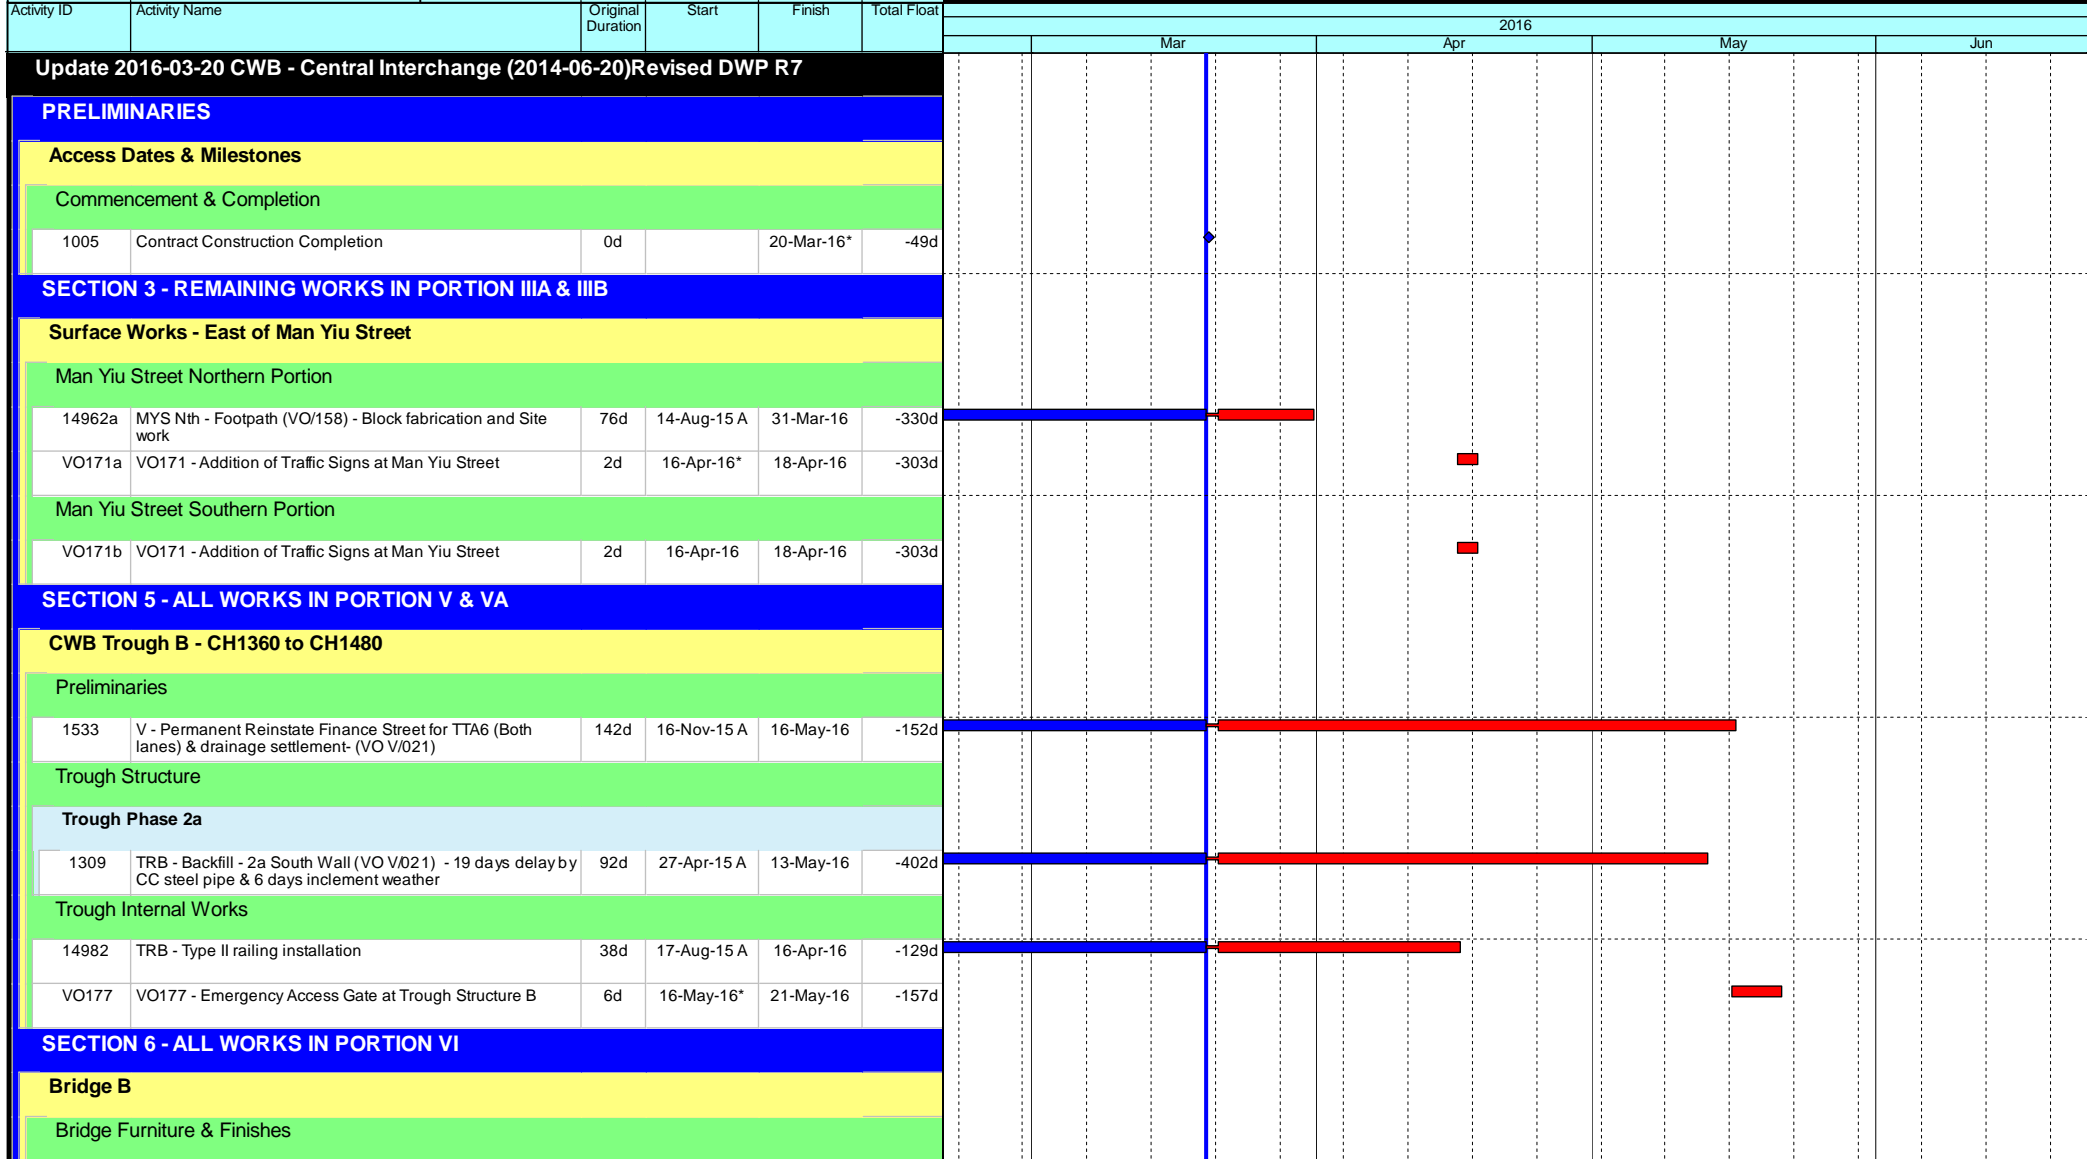 Activity ID Activity Name Original Duration Start Finish Total Float
2016
Mar Apr May Jun
Update 2016-03-20 CWB - Central Interchange (2014-06-20)Revised DWP R7
PRELIMINARIES
Access Dates & Milestones
Commencement & Completion
1005 Contract Construction Completion 0d 20-Mar-16* -49d
SECTION 3 - REMAINING WORKS IN PORTION IIIA & IIIB
Surface Works - East of Man Yiu Street
Man Yiu Street Northern Portion
14962a MYS Nth - Footpath (VO/158) - Block fabrication and Site 76d 14-Aug-15 A 31-Mar-16 -330d
work
VO171a VO171 - Addition of Traffic Signs at Man Yiu Street 2d 16-Apr-16* 18-Apr-16 -303d
Man Yiu Street Southern Portion
VO171b VO171 - Addition of Traffic Signs at Man Yiu Street 2d 16-Apr-16 18-Apr-16 -303d
SECTION 5 - ALL WORKS IN PORTION V & VA
CWB Trough B - CH1360 to CH1480
Preliminaries
1533 V - Permanent Reinstate Finance Street for TTA6 (Both 142d 16-Nov-15 A 16-May-16 -152d
lanes) & drainage settlement- (VO V/021)
Trough Structure
Trough Phase 2a
1309 TRB - Backfill - 2a South Wall (VO V/021) - 19 days delay by 92d 27-Apr-15 A 13-May-16 -402d
CC steel pipe & 6 days inclement weather
Trough Internal Works
14982 TRB - Type II railing installation 38d 17-Aug-15 A 16-Apr-16 -129d
VO177 VO177 - Emergency Access Gate at Trough Structure B 6d 16-May-16* 21-May-16 -157d
SECTION 6 - ALL WORKS IN PORTION VI
Bridge B
Bridge Furniture & Finishes